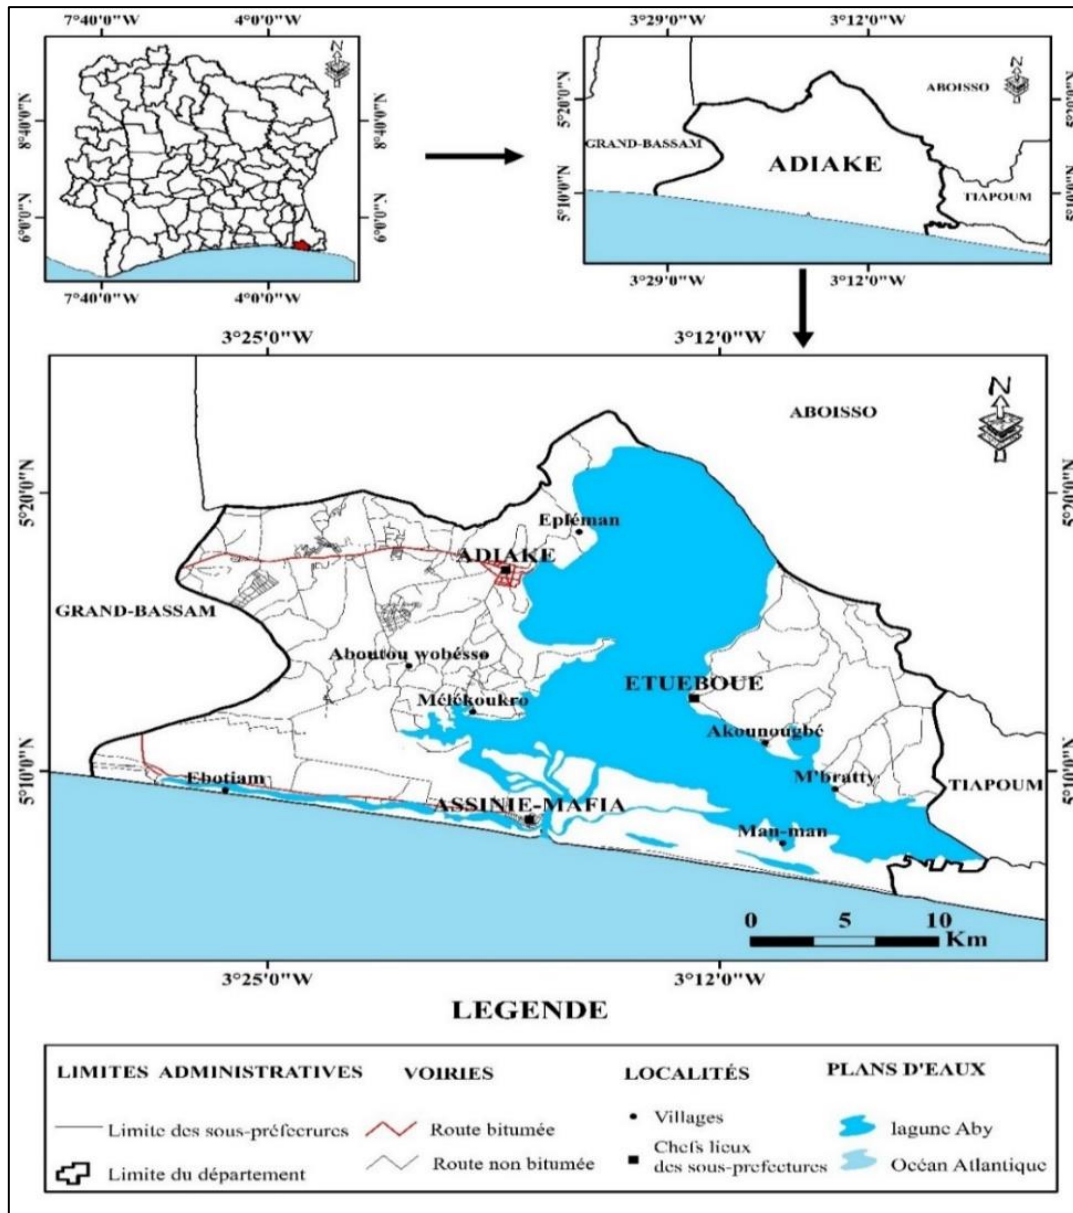 7°40'0"W 4°0'0"W
N
8°40'0"N 8°40'0"N
6°0'0"N 6°0'0"N
7°40'0"W 4°0'0"W
3°29'0"W 3°12'0"W
N
ABOISSO
5°20'0"N 5°20'0"N
GRAND-BASSAM
ADIAKE
TIAPOUM
5°10'0"N 5°10'0"N
3°29'0"W 3°12'0"W
3°25'0"W 3°12'0"W
N
ABOISSO
5°20'0"N 5°20'0"N
Epléman
ADIAKE
GRAND-BASSAM
Aboutou wobésso
ETUEBOUE
Mélékoukro
Akounougbé
Ebotiam
M'bratty
TIAPOUM
5°10'0"N 5°10'0"N
ASSINIE-MAFIA
Man-man
0 5 10
Km
3°25'0"W 3°12'0"W
LEGENDE
LIMITES ADMINISTRATIVES
Limite des sous-préfecrures
Limite du département
VOIRIES
Route bitumée
Route non bitumée
LOCALITÉS
Villages
Chefs lieux
des sous-prefectures
PLANS D'EAUX
lagune Aby
Océan Atlantique